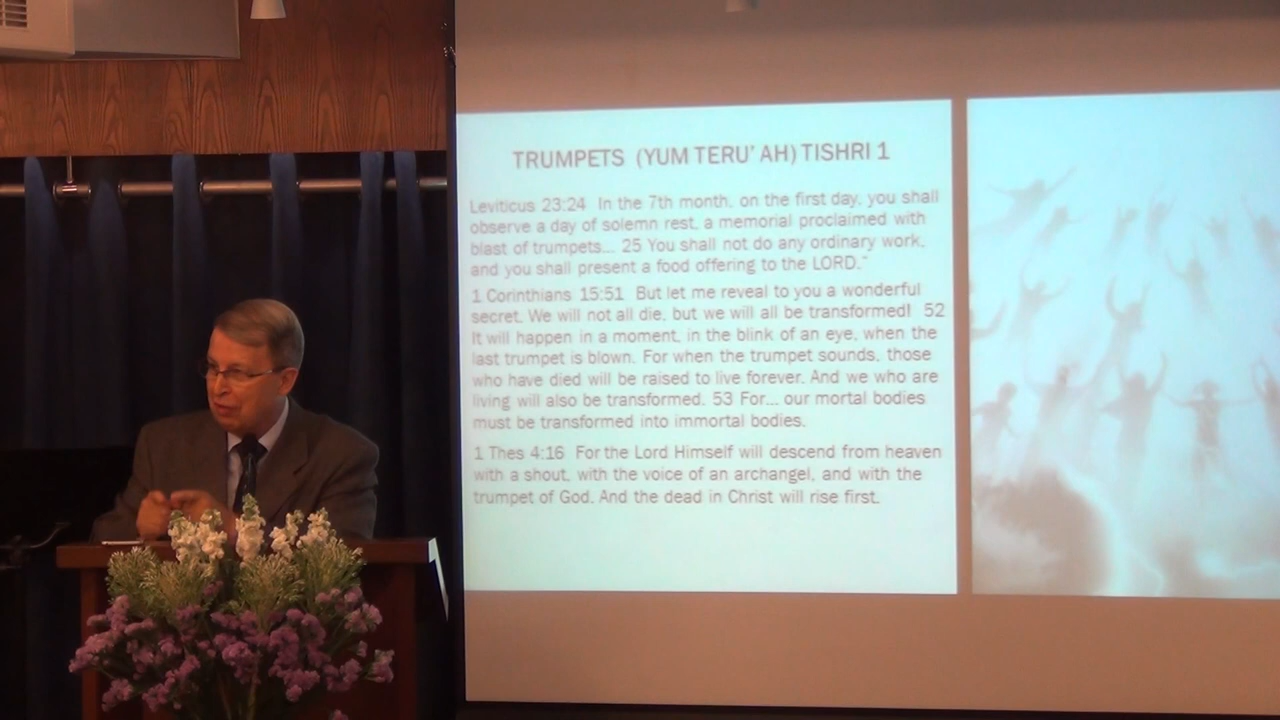 TRUMPETS (YUM TERU' AH) TISHRI 1
Leviticus 23:24 In the 7th month, on the first day, you shall
observe a day of solemn rest, a memorial proclaimed with
blast of trumpets... 25 You shall not do any ordinary work,
and you shall present a food offering to the LORD."
1 Corinthians 15:51 But let me reveal to you a wonderful
secret. We will not all die, but we will all be transformed! 52
It will happen in a moment, in the blink of an eye, when the
last trumpet is blown. For when the trumpet sounds, those
who have died will be raised to live forever. And we who are
living will also be transformed. 53 For... our mortal bodies
must be transformed into immortal bodies.
1 Thes 4:16 For the Lord Himself will descend from heaven
with a shout, with the voice of an archangel, and with the
trumpet of God. And the dead in Christ will rise first.